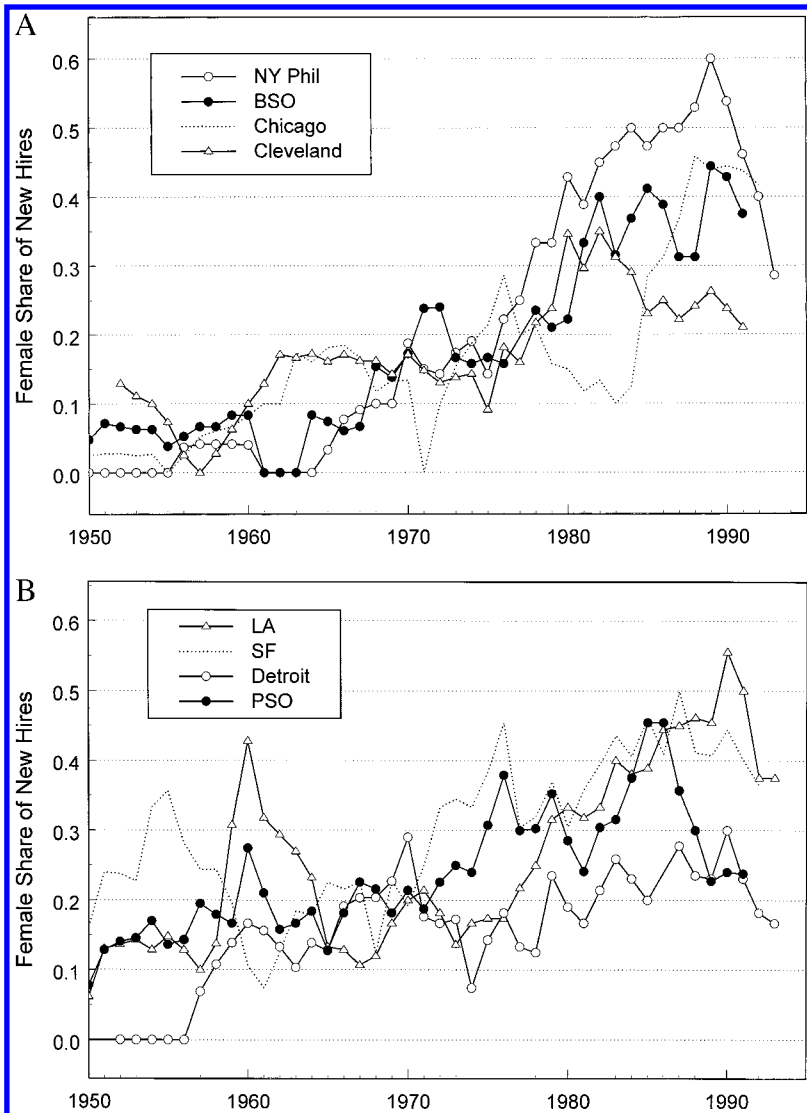 A
NY Phil
BSO
Chicago
Cleveland
Female Share of New Hires
0.6
0.5
0.4
0.3
0.2
0.1
0.0
1950 1960 1970 1980 1990
B
LA
SF
Detroit
PSO
Female Share of New Hires
0.6
0.5
0.4
0.3
0.2
0.1
0.0
1950 1960 1970 1980 1990